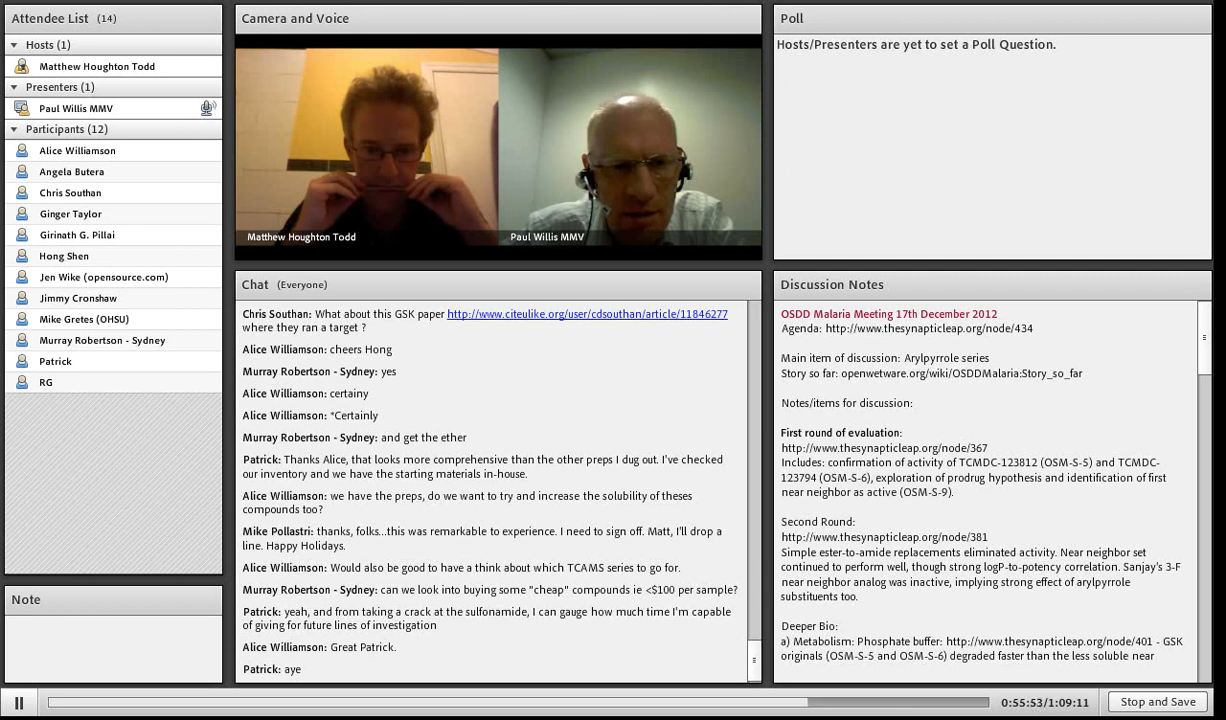 Attendee List (14)
Hosts (1)
Matthew Houghton Todd
Presenters (1)
Paul Willis MMV
Participants (12)
Alice Williamson
Angela Butera
Chris Southan
Ginger Taylor
Girinath G. Pillai
Hong Shen
Jen Wike (opensource.com)
Jimmy Cronshaw
Mike Gretes (OHSU)
Murray Robertson - Sydney
Patrick
RG
Note
Camera and Voice
Matthew Houghton Todd
Paul Willis MMV
Chat (Everyone)
Chris Southan: What about this GSK paper http://www.citeulike.org/user/cdsouthan/article/11846277
where they ran a target ?
Alice Williamson: cheers Hong
Murray Robertson - Sydney: yes
Alice Williamson: certainy
Alice Williamson: *Certainly
Murray Robertson - Sydney: and get the ether
Patrick: Thanks Alice, that looks more comprehensive than the other preps I dug out. I've checked
our inventory and we have the starting materials in-house.
Alice Williamson: we have the preps, do we want to try and increase the solubility of theses
compounds too?
Mike Pollastri: thanks, folks...this was remarkable to experience. I need to sign off. Matt, I'll drop a
line. Happy Holidays.
Alice Williamson: Would also be good to have a think about which TCAMS series to go for.
Murray Robertson - Sydney: can we look into buying some "cheap" compounds ie <$100 per sample?
Patrick: yeah, and from taking a crack at the sulfonamide, I can gauge how much time I'm capable
of giving for future lines of investigation
Alice Williamson: Great Patrick.
Patrick: aye
Poll
Hosts/Presenters are yet to set a Poll Question.
Discussion Notes
OSDD Malaria Meeting 17th December 2012
Agenda: http://www.thesynapticleap.org/node/434
Main item of discussion: Arylpyrrole series
Story so far: openwetware.org/wiki/OSDDMalaria:Story_so_far
Notes/items for discussion:
First round of evaluation:
http://www.thesynapticleap.org/node/367
Includes: confirmation of activity of TCMDC-123812 (OSM-S-5) and TCMDC-
123794 (OSM-S-6), exploration of prodrug hypothesis and identification of first
near neighbor as active (OSM-S-9).
Second Round:
http://www.thesynapticleap.org/node/381
Simple ester-to-amide replacements eliminated activity. Near neighbor set
continued to perform well, though strong logP-to-potency correlation. Sanjay's 3-F
near neighbor analog was inactive, implying strong effect of arylpyrrole
substituents too.
Deeper Bio:
a) Metabolism: Phosphate buffer: http://www.thesynapticleap.org/node/401 - GSK
originals (OSM-S-5 and OSM-S-6) degraded faster than the less soluble near
0:55:53/1:09:11
Stop and Save